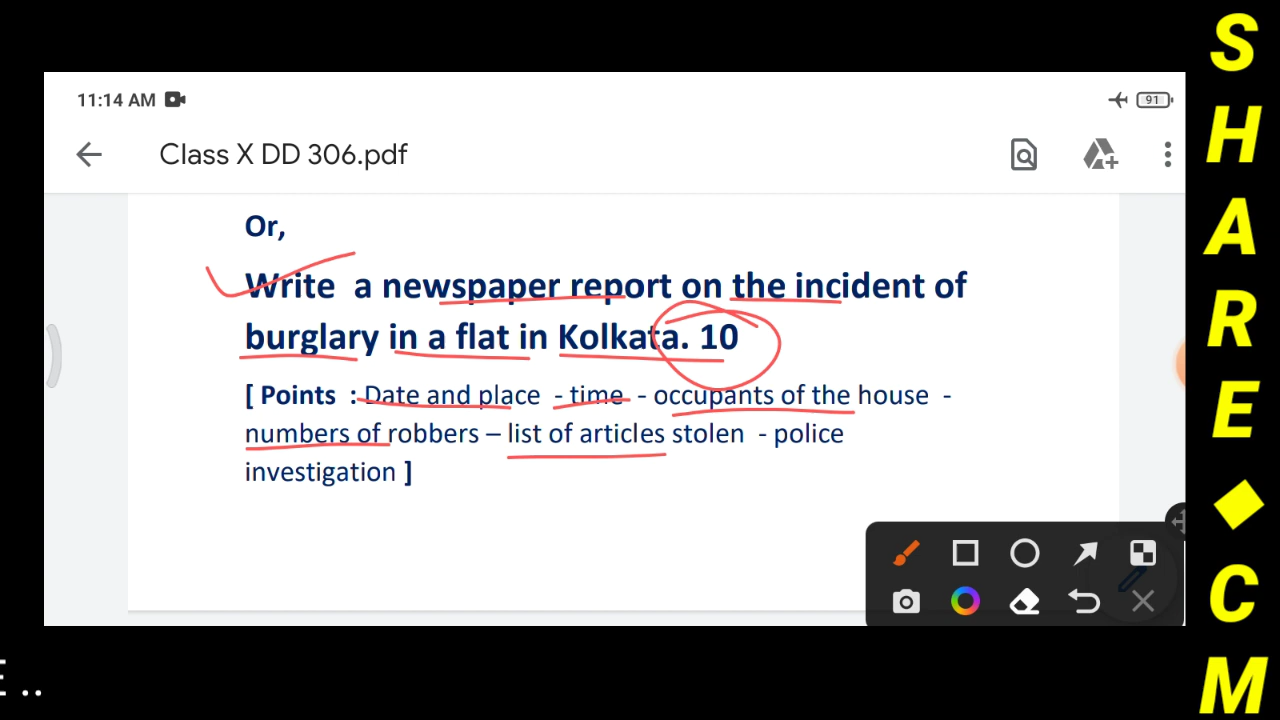 11:14 AM
91
Class X DD 306.pdf
Or,
Write a newspaper report on the incident of
burglary in a flat in Kolkata. 10
[ Points : Date and place - time - occupants of the house -
numbers of robbers – list of articles stolen - police
investigation ]
SHARE◆CM
E ..